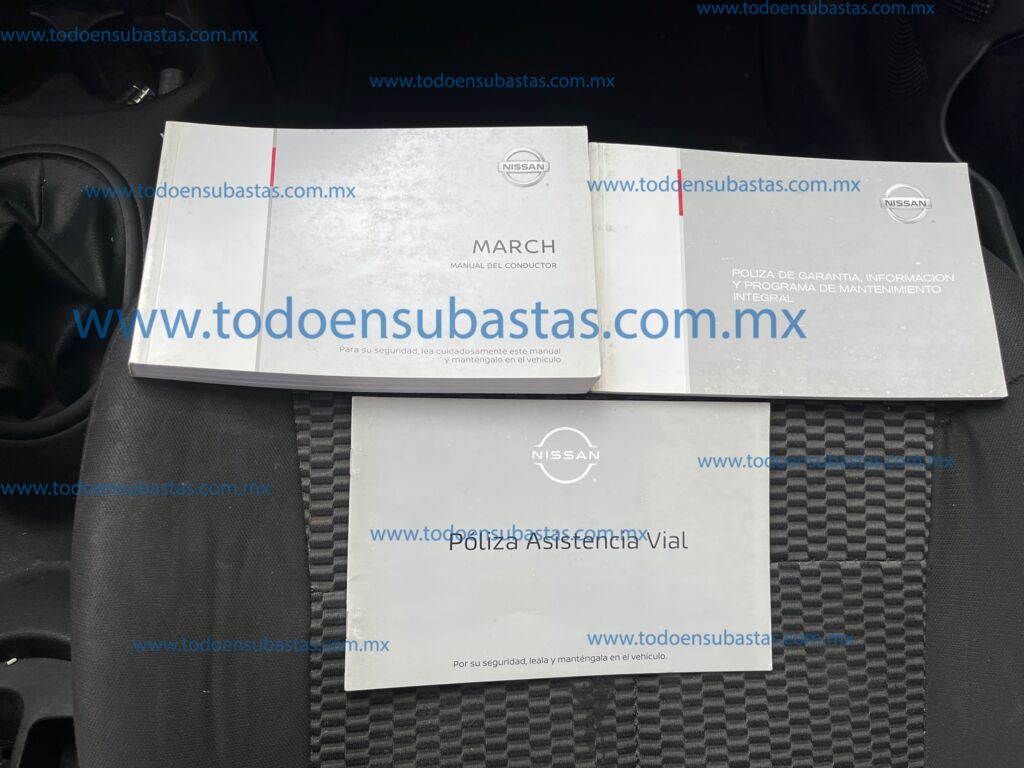 www.todoensubastas.com.mx
www.todoensubastas.com.mx
www.todoensubastas.com.mx
NISSAN
MARCH
MANUAL DEL CONDUCTOR
Para su seguridad, lea cuidadosamente este manual
y manténgalo en el vehículo
NISSAN
POLIZA DE GARANTIA, INFORMACION
Y PROGRAMA DE MANTENIMIENTO
INTEGRAL
www.todoensubastas.com.mx
www.todoensubastas.com.mx
www.todoensubastas.com.mx
NISSAN
Póliza Asistencia Vial
Por su seguridad, leala y manténgala en el vehículo.
www.todoensubastas.com.mx
www.todoensubastas.com.mx
www.todoensubastas.com.mx
www.todoensubastas.com.mx
www.todoensubastas.com.mx